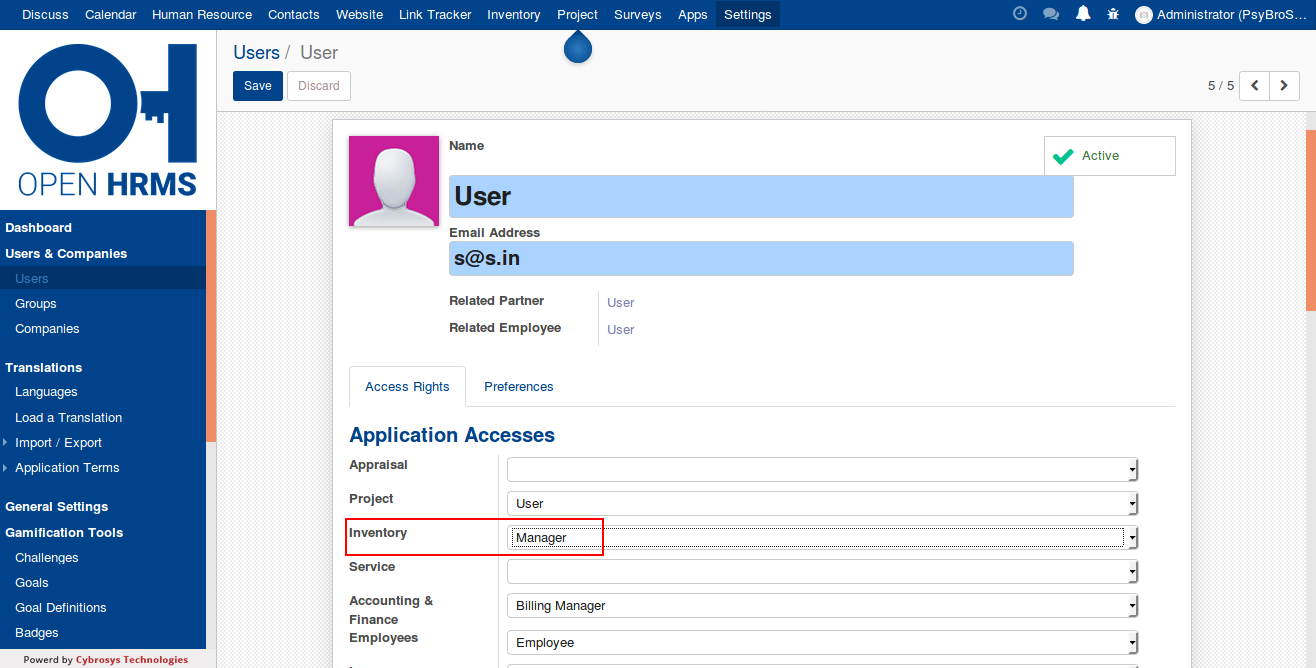 Discuss Calendar Human Resource Contacts Website Link Tracker Inventory Project Surveys Apps Settings Administrator (PsyBroS...
OPEN HRMS
Users / User
Save Discard
5 / 5
Dashboard
Users & Companies
Users
Groups
Companies
Translations
Languages
Load a Translation
Import / Export
Application Terms
General Settings
Gamification Tools
Challenges
Goals
Goal Definitions
Badges
Powerd by Cybrosys Technologies
Name
Active
User
Email Address
s@s.in
Related Partner User
Related Employee User
Access Rights Preferences
Application Accesses
Appraisal
Project User
Inventory Manager
Service
Accounting &
Finance Billing Manager
Employees Employee